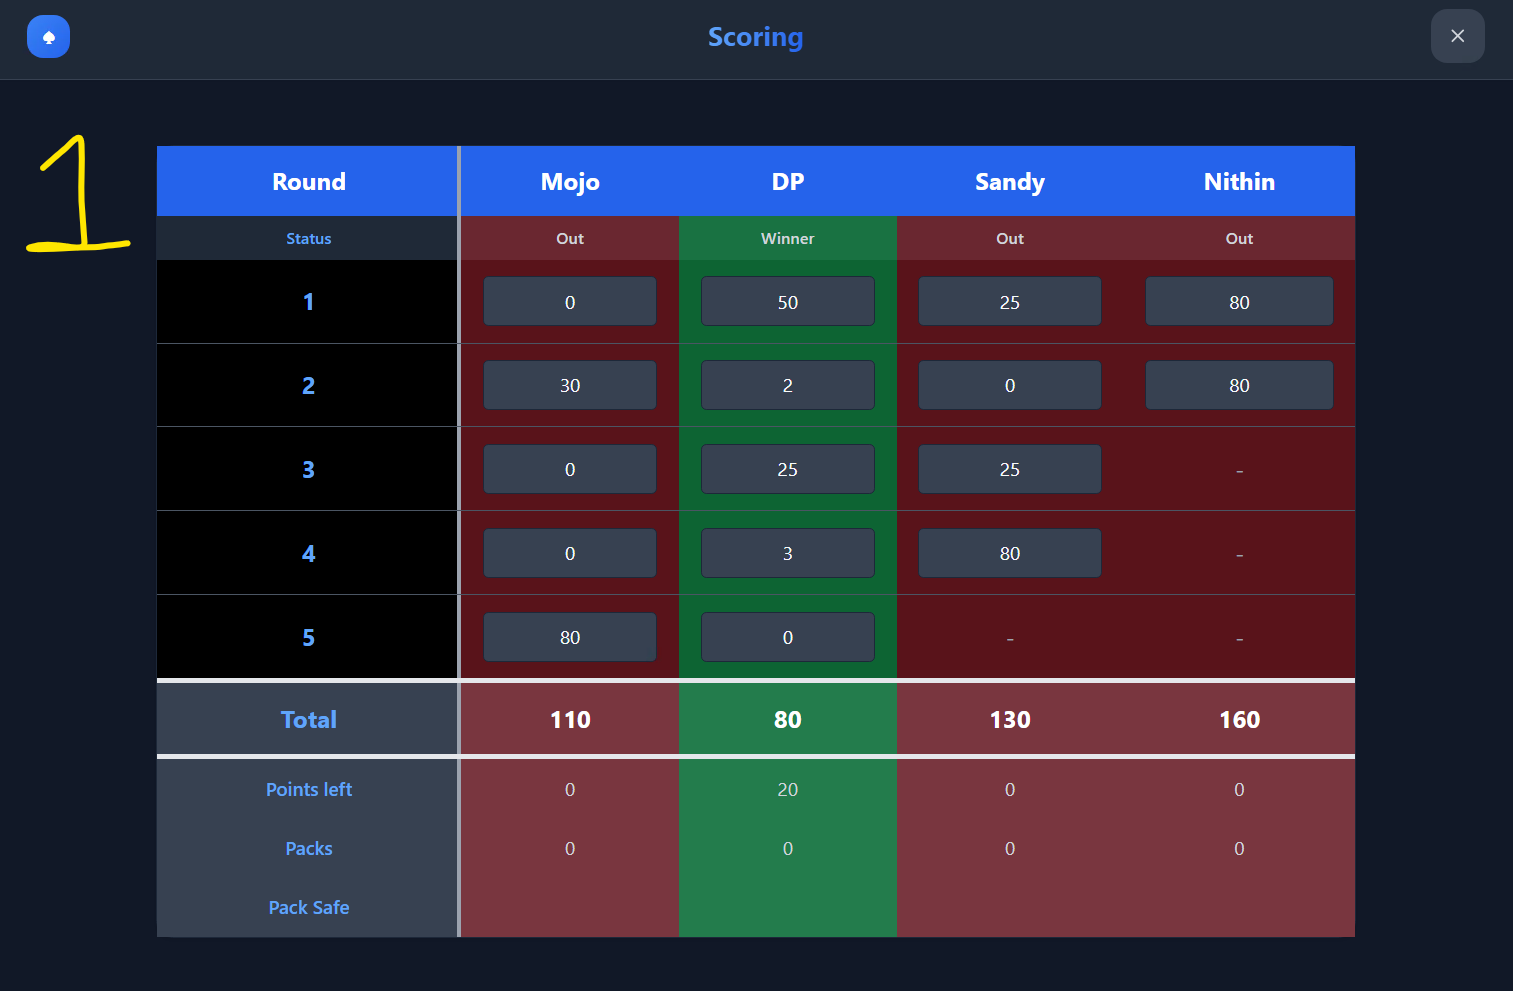 Scoring
1
Round Mojo DP Sandy Nithin
Status Out Winner Out Out
1 0 50 25 80
2 30 2 0 80
3 0 25 25 -
4 0 3 80 -
5 80 0 - -
Total 110 80 130 160
Points left 0 20 0 0
Packs 0 0 0 0
Pack Safe